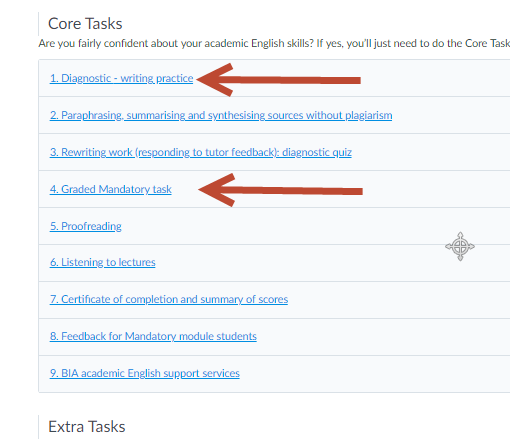 Core Tasks
Are you fairly confident about your academic English skills? If yes, you'll just need to do the Core Task
1. Diagnostic - writing practice
2. Paraphrasing, summarising and synthesising sources without plagiarism
3. Rewriting work (responding to tutor feedback): diagnostic quiz
4. Graded Mandatory task
5. Proofreading
6. Listening to lectures
7. Certificate of completion and summary of scores
8. Feedback for Mandatory module students
9. BIA academic English support services
Extra Tasks